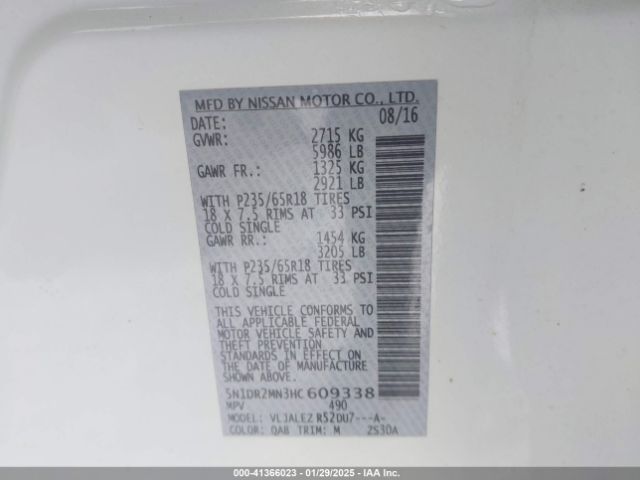 MFD BY NISSAN MOTOR CO., LTD.
DATE: 08/16
GVWR: 2715 KG
5986 LB
GAWR FR.: 1325 KG
2921 LB
WITH P235/65R18 TIRES
18 X 7.5 RIMS AT 33 PSI
COLD SINGLE
GAWR RR.: 1454 KG
3205 LB
WITH P235/65R18 TIRES
18 X 7.5 RIMS AT 33 PSI
COLD SINGLE
THIS VEHICLE CONFORMS TO
ALL APPLICABLE FEDERAL
MOTOR VEHICLE SAFETY AND
THEFT PREVENTION
STANDARDS IN EFFECT ON
THE DATE OF MANUFACTURE
SHOWN ABOVE.
5N1DR2MN3HC609338
MPV 490
MODEL: VLJALEZ R52DU7---A-
COLOR: QAB TRIM: M 2S30A
000-41366023 - 01/29/2025 - IAA, Inc.